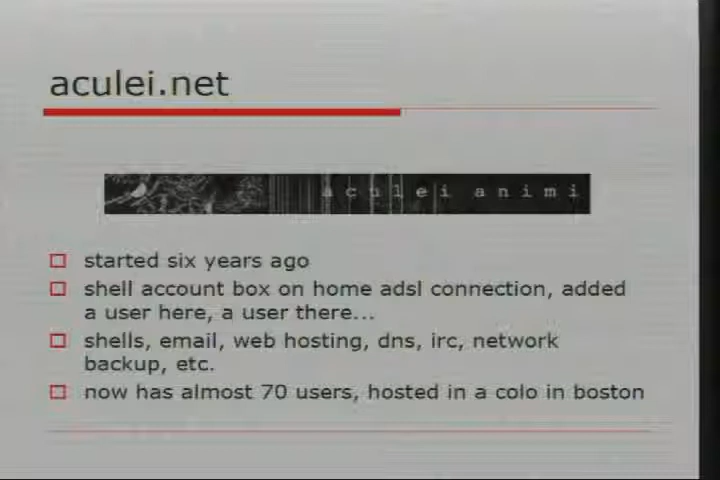 aculei.net
aculei animi
started six years ago
shell account box on home adsl connection, added
a user here, a user there...
shells, email, web hosting, dns, irc, network
backup, etc.
now has almost 70 users, hosted in a colo in boston